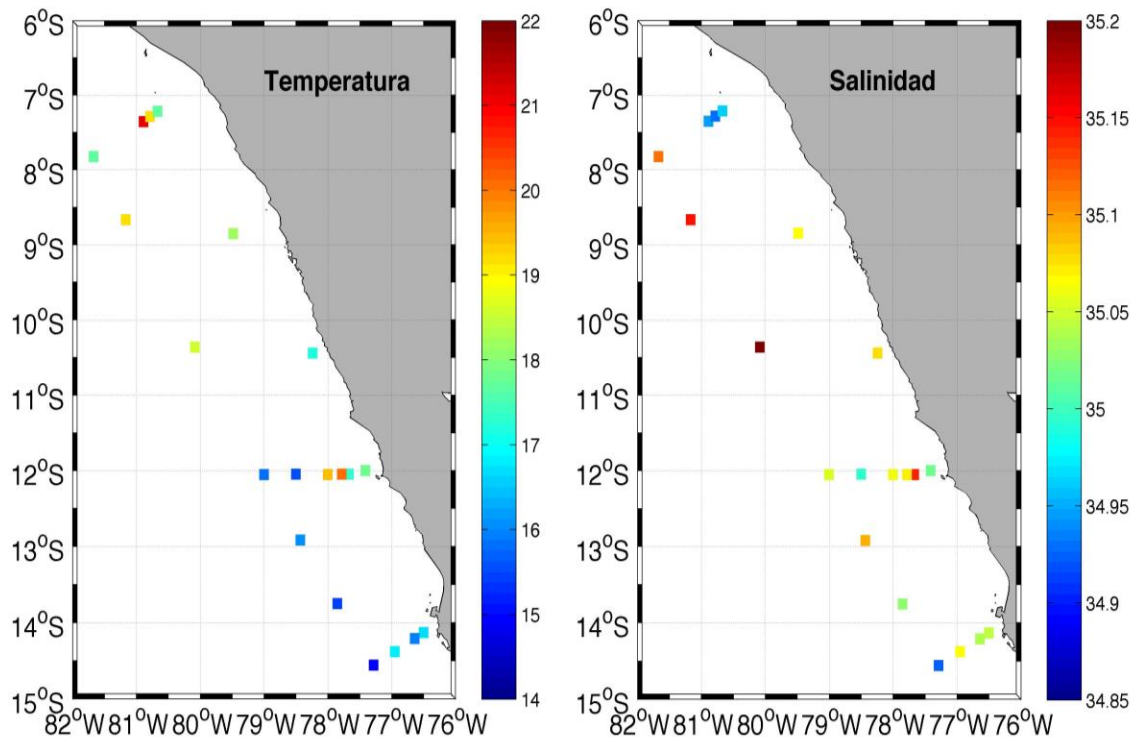 Temperatura
6°S
7°S
8°S
9°S
10°S
11°S
12°S
13°S
14°S
15°S
82°W 81°W 80°W 79°W 78°W 77°W 76°W
22
21
20
19
18
17
16
15
14
Salinidad
6°S
7°S
8°S
9°S
10°S
11°S
12°S
13°S
14°S
15°S
82°W 81°W 80°W 79°W 78°W 77°W 76°W
35.2
35.15
35.1
35.05
35
34.95
34.9
34.85